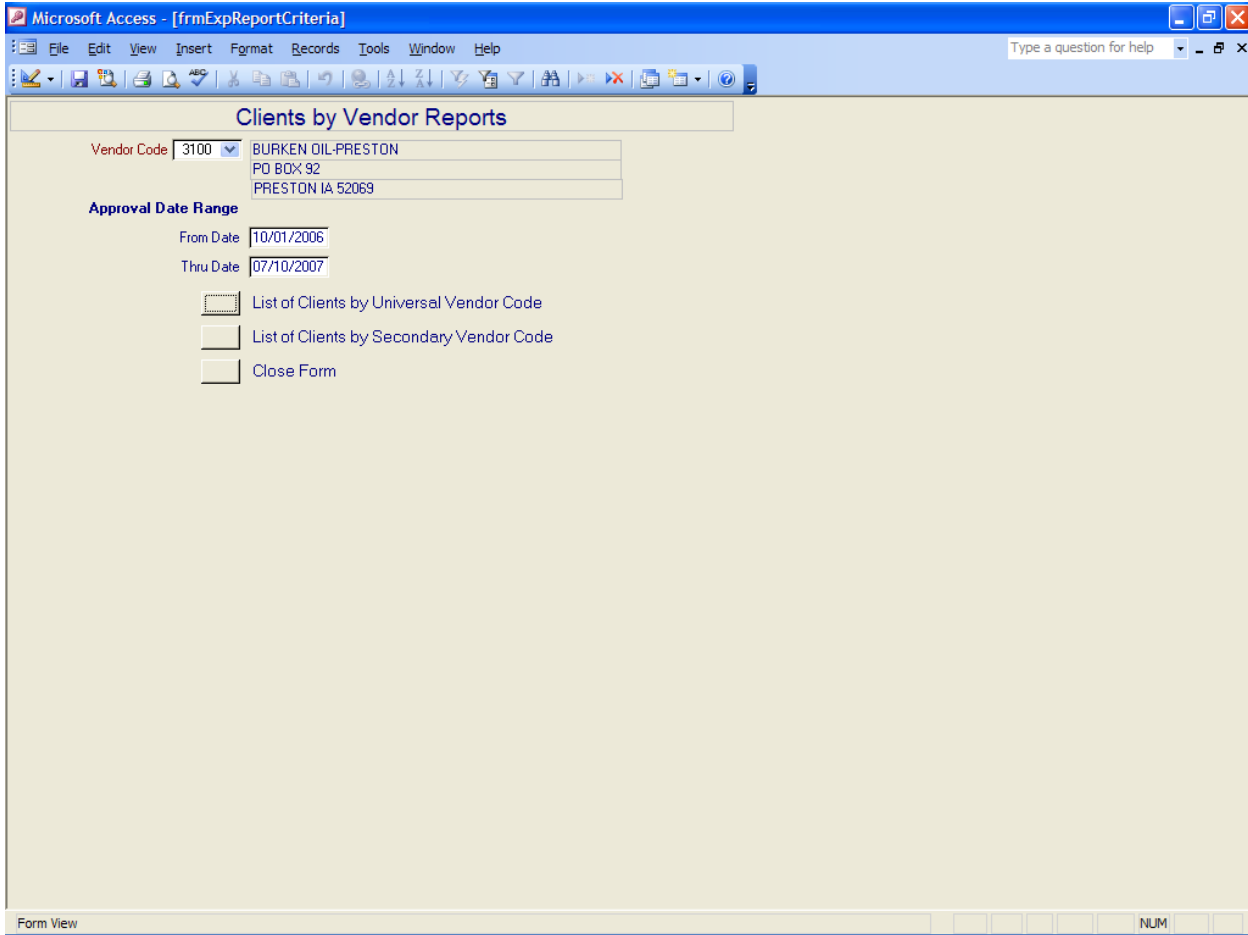 Microsoft Access - [frmExpReportCriteria]
File Edit View Insert Format Records Tools Window Help Type a question for help
Clients by Vendor Reports
Vendor Code 3100 BURKEN OIL-PRESTON
PO BOX 92
PRESTON IA 52069
Approval Date Range
From Date 10/01/2006
Thru Date 07/10/2007
List of Clients by Universal Vendor Code
List of Clients by Secondary Vendor Code
Close Form
Form View NUM